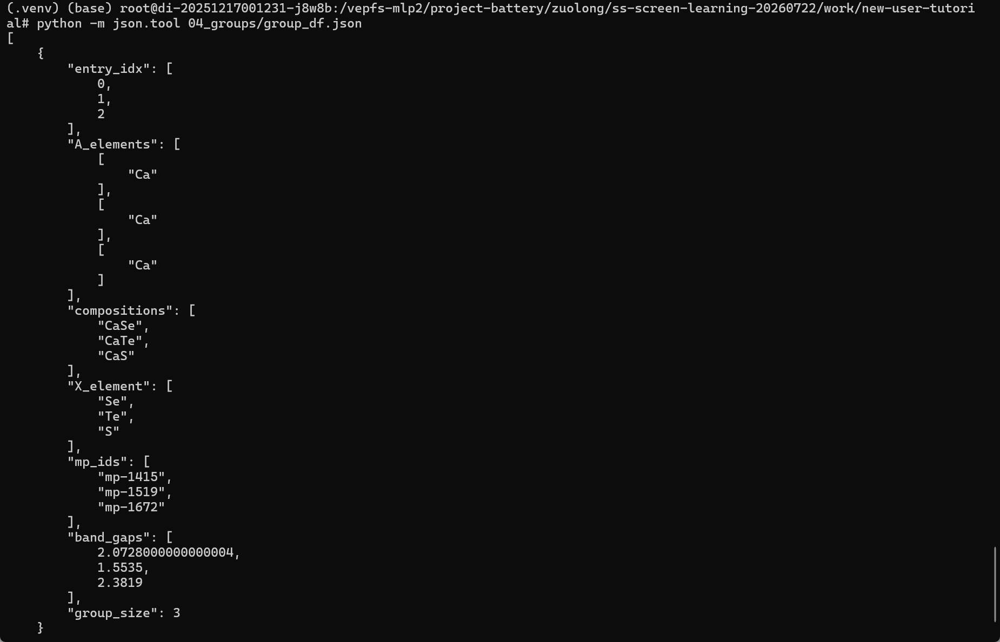 (.venv) (base) root@di-20251217001231-j8w8b:/vepfs-mlp2/project-battery/zuolong/ss-screen-learning-20260722/work/new-user-tutori
al# python -m json.tool 04_groups/group_df.json
[
    {
        "entry_idx": [
            0,
            1,
            2
        ],
        "A_elements": [
            [
                "Ca"
            ],
            [
                "Ca"
            ],
            [
                "Ca"
            ]
        ],
        "compositions": [
            "CaSe",
            "CaTe",
            "CaS"
        ],
        "X_element": [
            "Se",
            "Te",
            "S"
        ],
        "mp_ids": [
            "mp-1415",
            "mp-1519",
            "mp-1672"
        ],
        "band_gaps": [
            2.0728000000000004,
            1.5535,
            2.3819
        ],
        "group_size": 3
    }